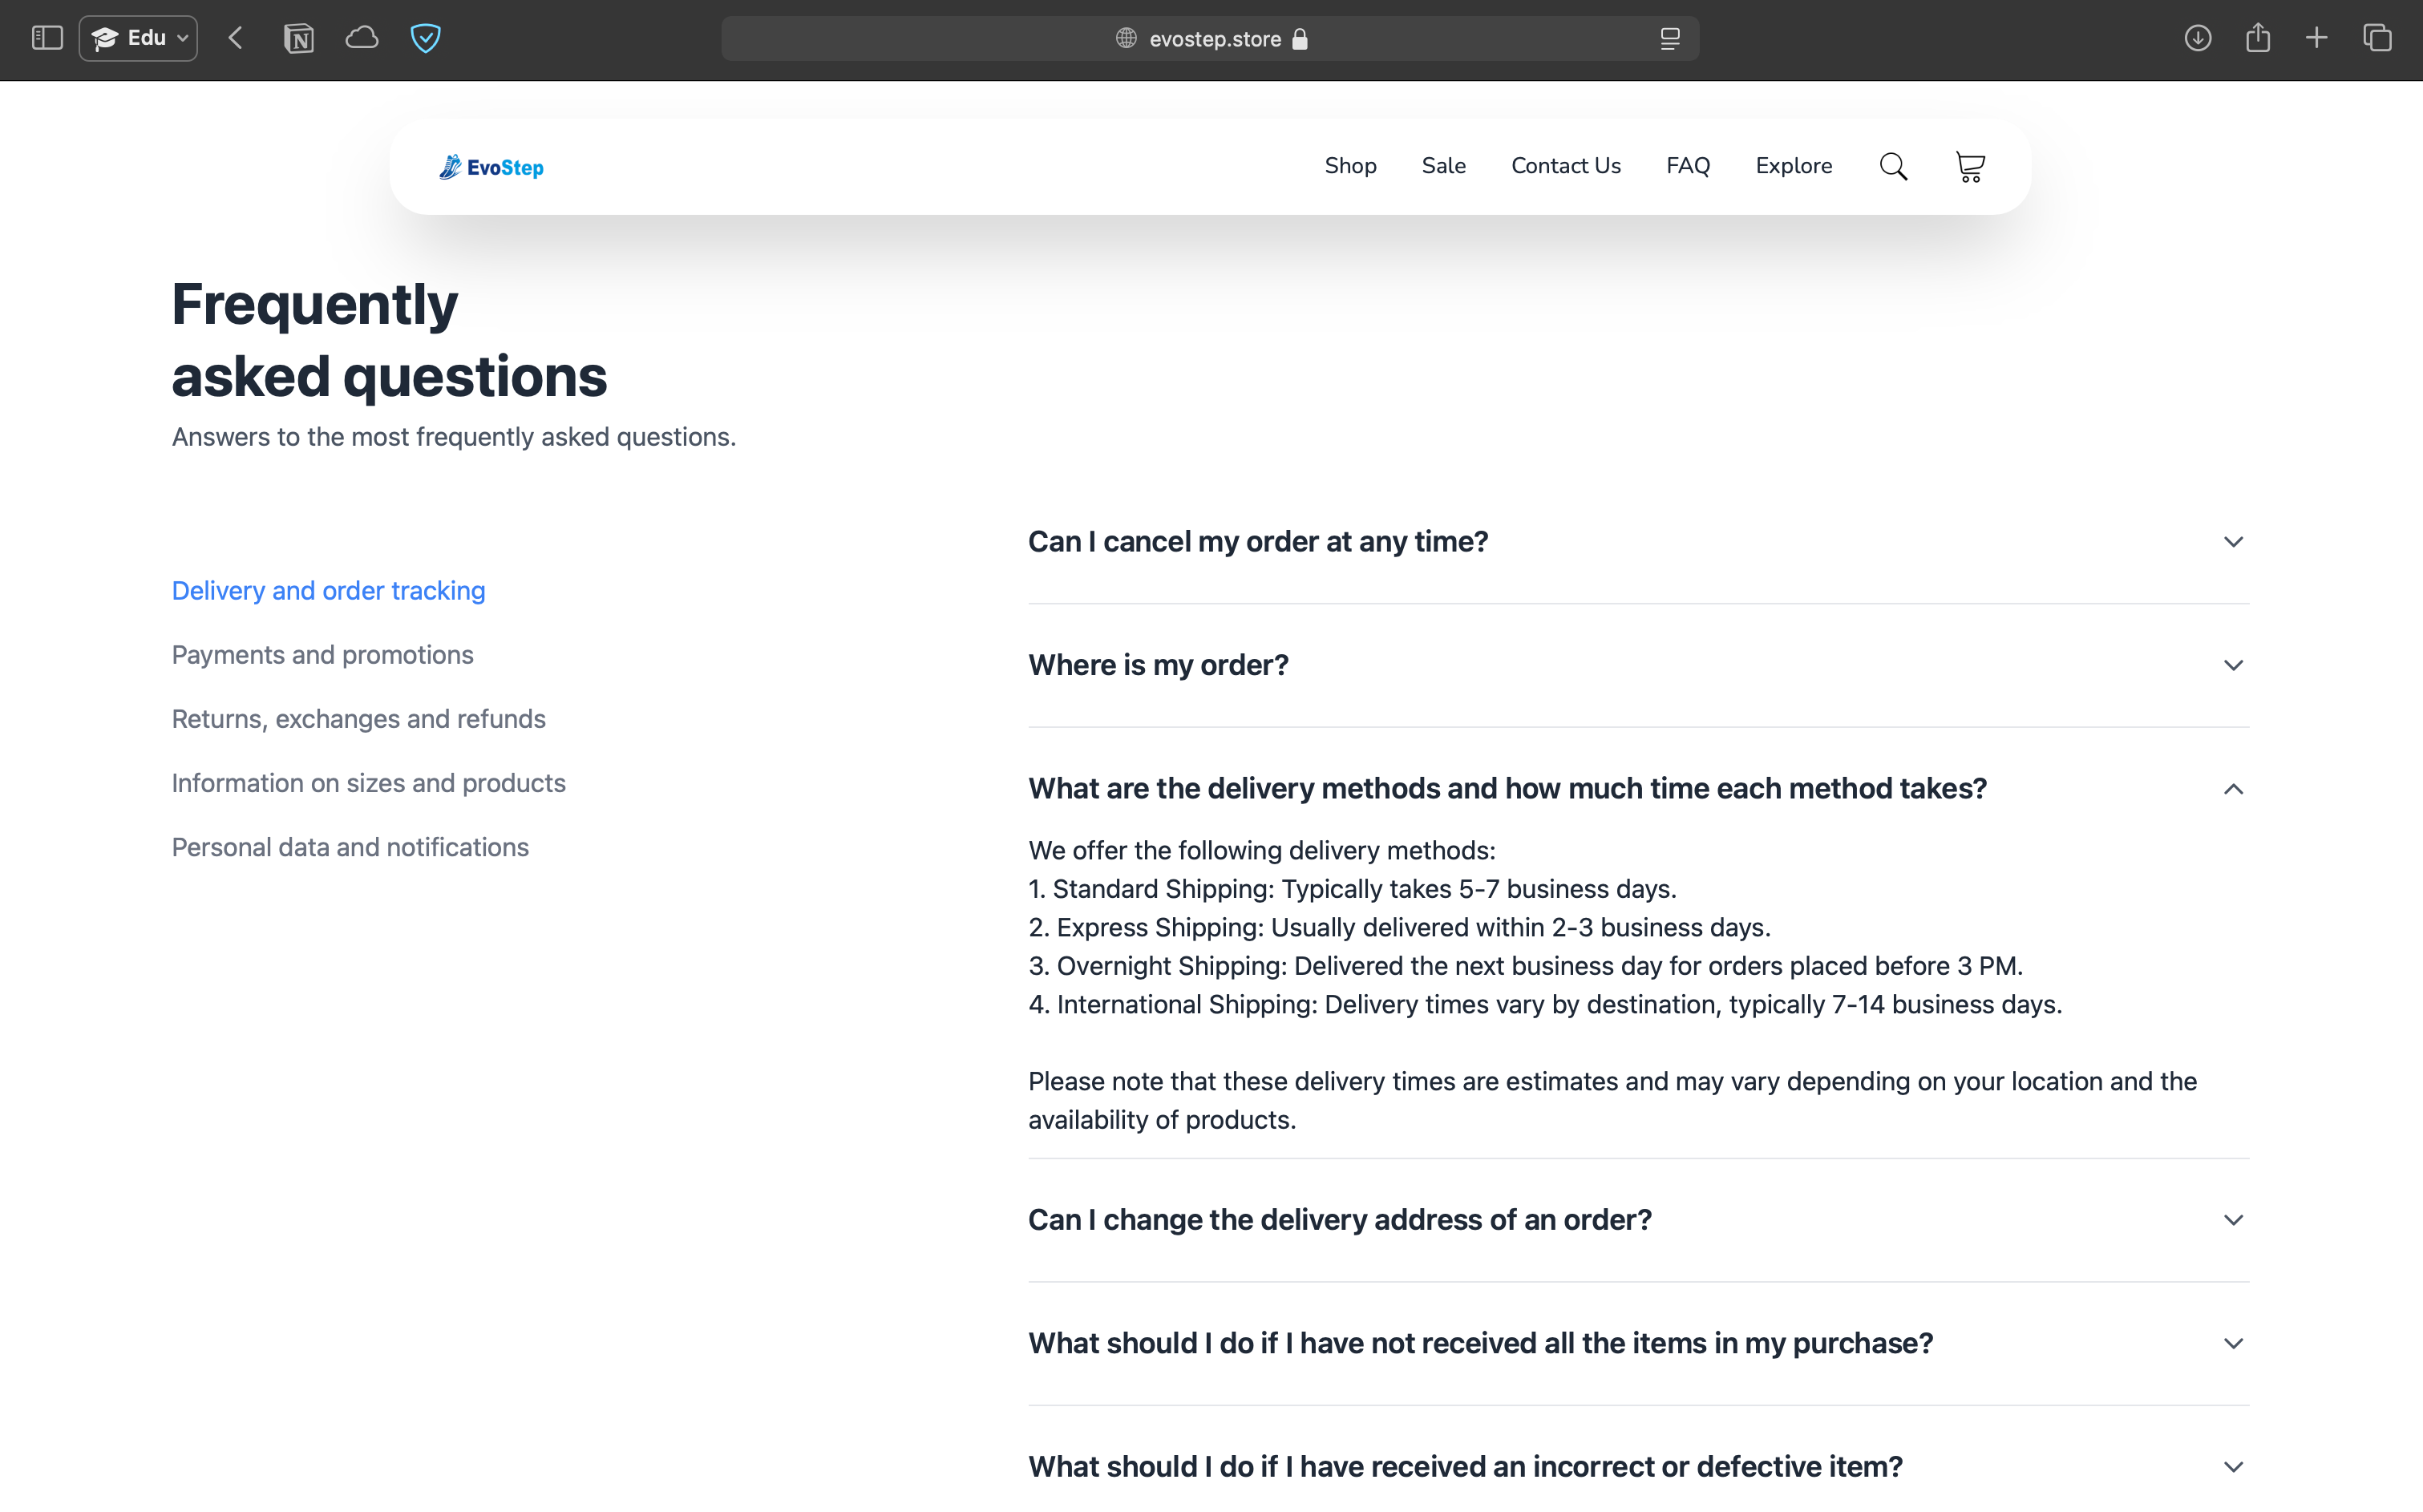 Edu
evostep.store
EvoStep
Shop
Sale
Contact Us
FAQ
Explore
Frequently
asked questions
Answers to the most frequently asked questions.
Delivery and order tracking
Payments and promotions
Returns, exchanges and refunds
Information on sizes and products
Personal data and notifications
Can I cancel my order at any time?
Where is my order?
What are the delivery methods and how much time each method takes?
We offer the following delivery methods:
1. Standard Shipping: Typically takes 5-7 business days.
2. Express Shipping: Usually delivered within 2-3 business days.
3. Overnight Shipping: Delivered the next business day for orders placed before 3 PM.
4. International Shipping: Delivery times vary by destination, typically 7-14 business days.
Please note that these delivery times are estimates and may vary depending on your location and the
availability of products.
Can I change the delivery address of an order?
What should I do if I have not received all the items in my purchase?
What should I do if I have received an incorrect or defective item?